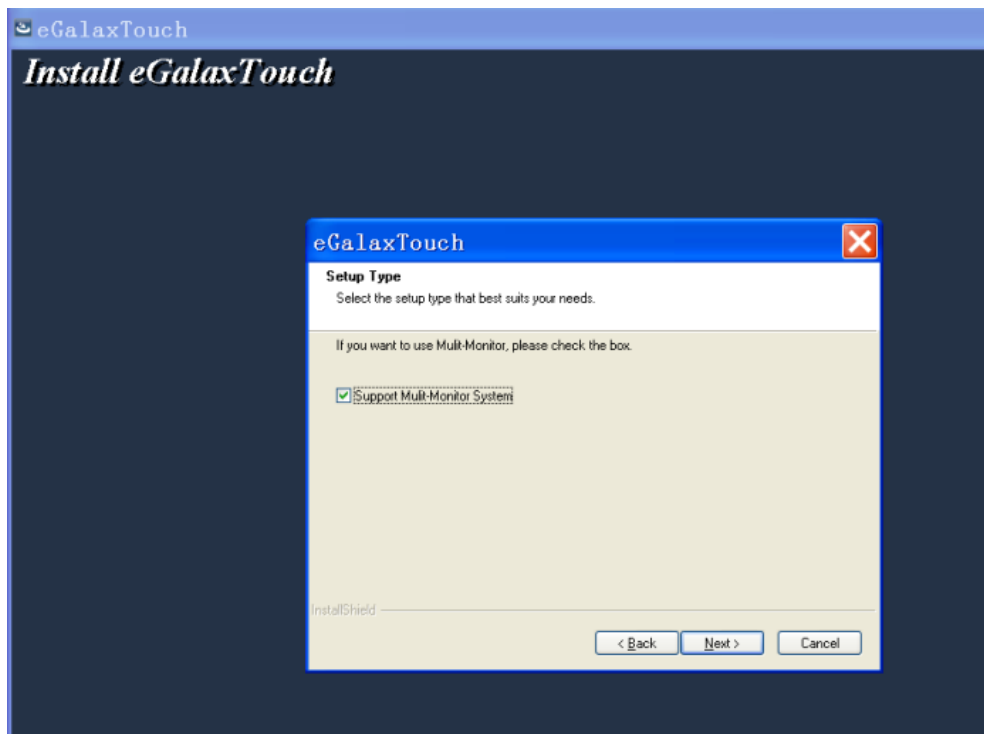 eGalaxTouch
Install eGalaxTouch
eGalaxTouch
Setup Type
Select the setup type that best suits your needs.
If you want to use Mulit-Monitor, please check the box.
Support Mulit-Monitor System
InstallShield
< Back
Next >
Cancel